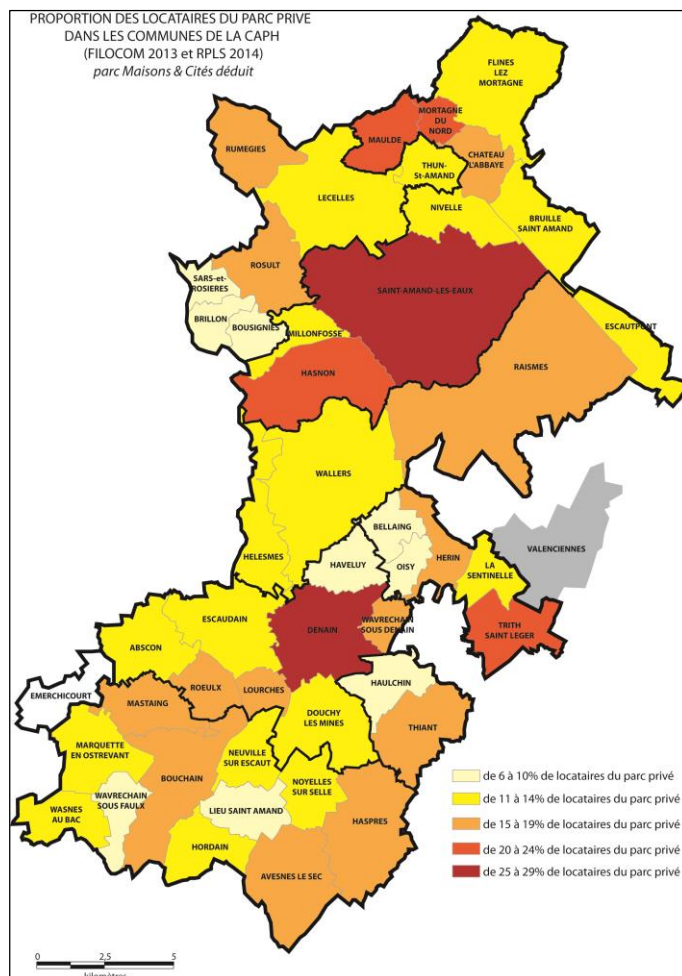 PROPORTION DES LOCATAIRES DU PARC PRIVE
DANS LES COMMUNES DE LA CAPH
(FILOCOM 2013 et RPLS 2014)
parc Maisons & Cités déduit
FLINES
LEZ
MORTAGNE
MORTAGNE
DU
NORD
MAULDE
RUMEGIES
CHATEAU
L'ABBAYE
THUN-
St-AMAND
LECELLES
NIVELLE
BRUILLE
SAINT AMAND
ROSULT
SARS-et-
ROSIERES
SAINT-AMAND-LES-EAUX
BRILLON
BOUSIGNIES
MILLONFOSSE
ESCAUTPONT
RAISMES
HASNON
WALLERS
BELLAING
VALENCIENNES
HELESMES
HAVELUY
OISY
HERIN
LA
SENTINELLE
ESCAUDAIN
DENAIN
WAVRECHAIN
SOUS DENAIN
TRITH
SAINT LEGER
ABSCON
EMERCHICOURT
ROEULX
LOURCHES
HAULCHIN
MASTAING
DOUCHY
LES MINES
THIANT
MARQUETTE
EN OSTREVANT
NEUVILLE
SUR ESCAUT
BOUCHAIN
NOYELLES
SUR SELLE
WAVRECHAIN
SOUS FAULX
WASNES
AU BAC
LIEU SAINT AMAND
HASPRES
HORDAIN
AVESNES LE SEC
de 6 à 10% de locataires du parc privé
de 11 à 14% de locataires du parc privé
de 15 à 19% de locataires du parc privé
de 20 à 24% de locataires du parc privé
de 25 à 29% de locataires du parc privé
0 2,5 5
kilomètres